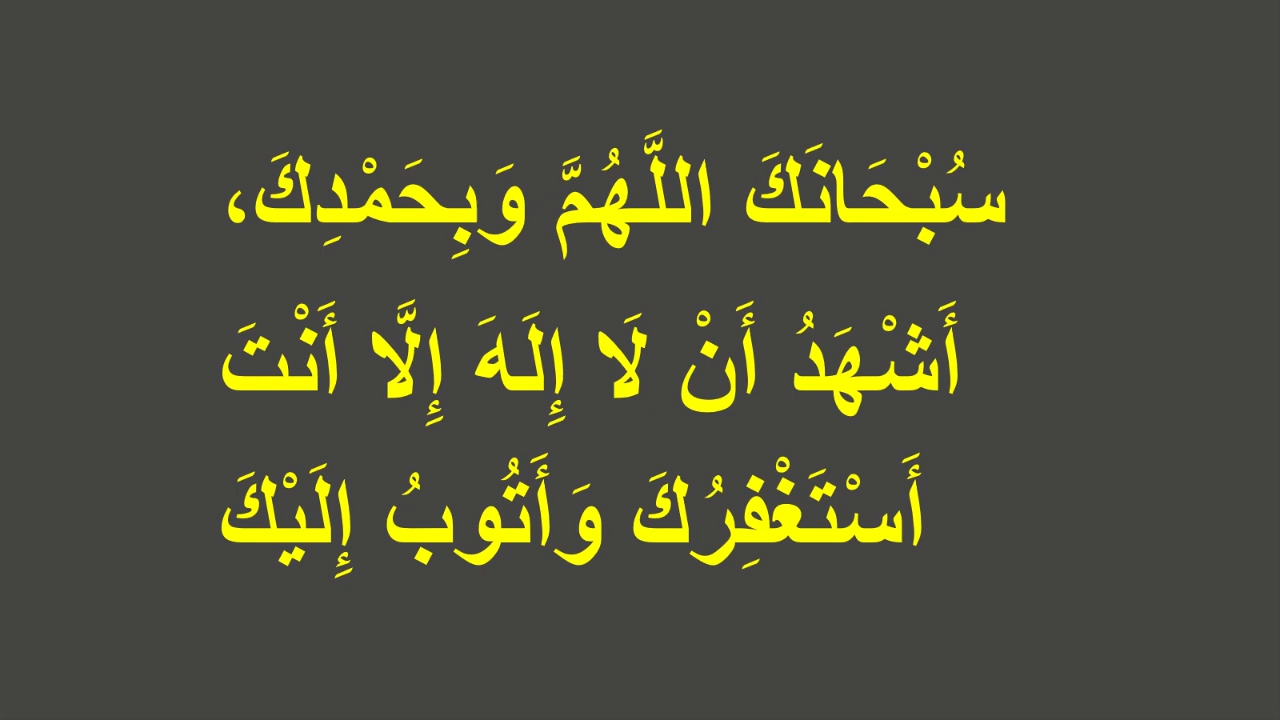 سُبْحَانَكَ اللَّهُمَّ وَبِحَمْدِكَ،
أَشْهَدُ أَنْ لَا إِلَهَ إِلَّا أَنْتَ
أَسْتَغْفِرُكَ وَأَتُوبُ إِلَيْكَ